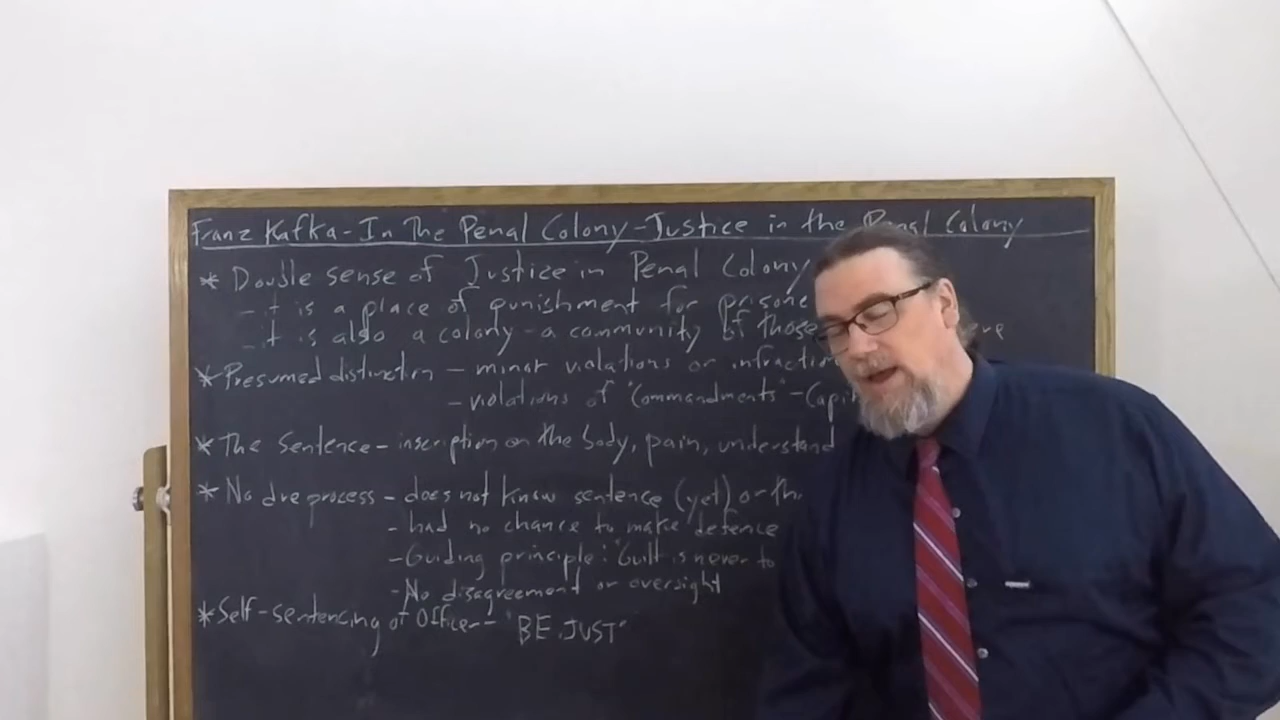 Franz Kafka - In The Penal Colony - Justice in the Penal Colony
* Double sense of Justice in Penal Colony
- it is a place of punishment for prisone
- it is also a colony - a community of those
* Presumed distinction - minor violations or infraction
- violations of "Commandments" - Capi
* The Sentence - inscription on the body, pain, understand
* No due process - does not know sentence (yet) or th
- had no chance to make defence
- Guiding principle: "Guilt is never to
- No disagreement or oversight
* Self-sentencing of Officer - "BE JUST"